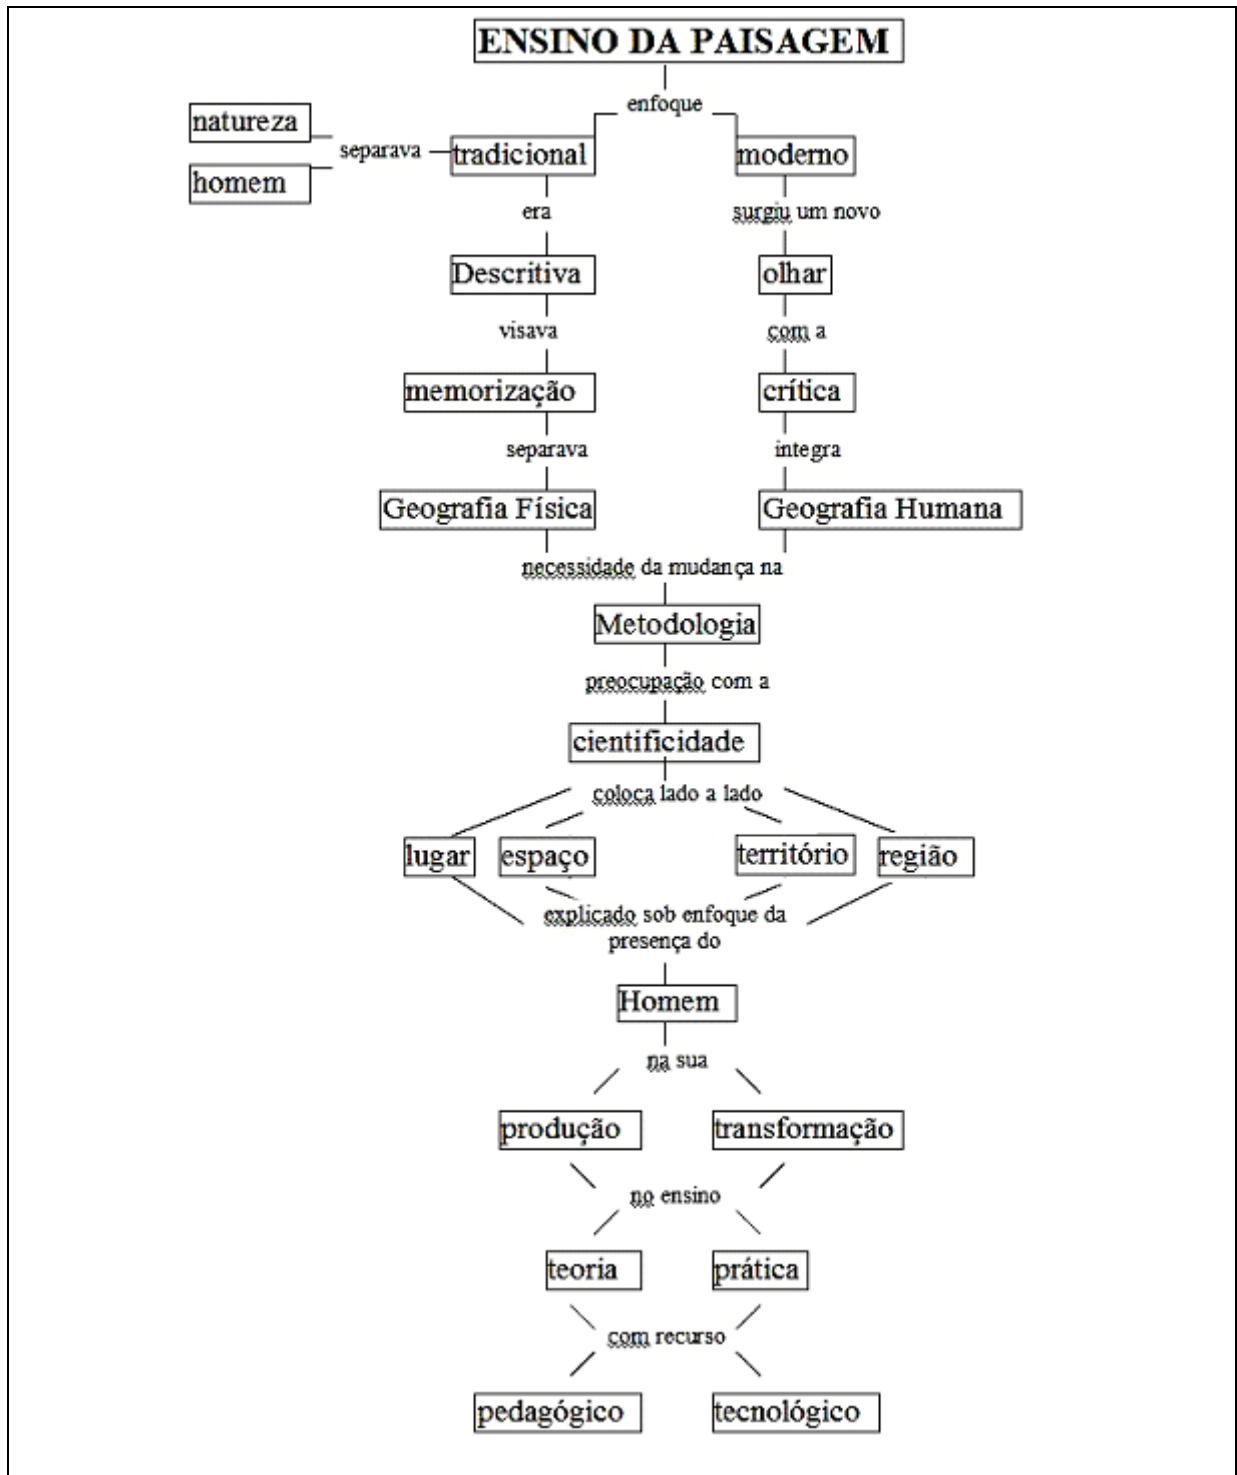 ENSINO DA PAISAGEM
enfoque
natureza
separava
tradicional
moderno
homem
era
surgiu um novo
Descritiva
olhar
visava
com a
memorização
crítica
separava
integra
Geografia Física
Geografia Humana
necessidade da mudança na
Metodologia
preocupação com a
cientificidade
coloca lado a lado
lugar
espaço
território
região
explicado sob enfoque da
presença do
Homem
na sua
produção
transformação
no ensino
teoria
prática
com recurso
pedagógico
tecnológico